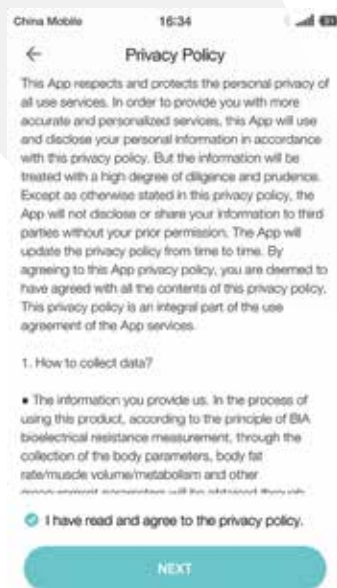 China Mobile 16:34
Privacy Policy
This App respects and protects the personal privacy of
all use services. In order to provide you with more
accurate and personalized services, this App will use
and disclose your personal information in accordance
with this privacy policy. But the information will be
treated with a high degree of diligence and prudence.
Except as otherwise stated in this privacy policy, the
App will not disclose or share your information to third
parties without your prior permission. The App will
update the privacy policy from time to time. By
agreeing to this App privacy policy, you are deemed to
have agreed with all the contents of this privacy policy.
This privacy policy is an integral part of the use
agreement of the App services.
1. How to collect data?
• The information you provide us. In the process of
using this product, according to the principle of BIA
bioelectrical resistance measurement, through the
collection of the body parameters, body fat
rate/muscle volume/metabolism and other
I have read and agree to the privacy policy.
NEXT